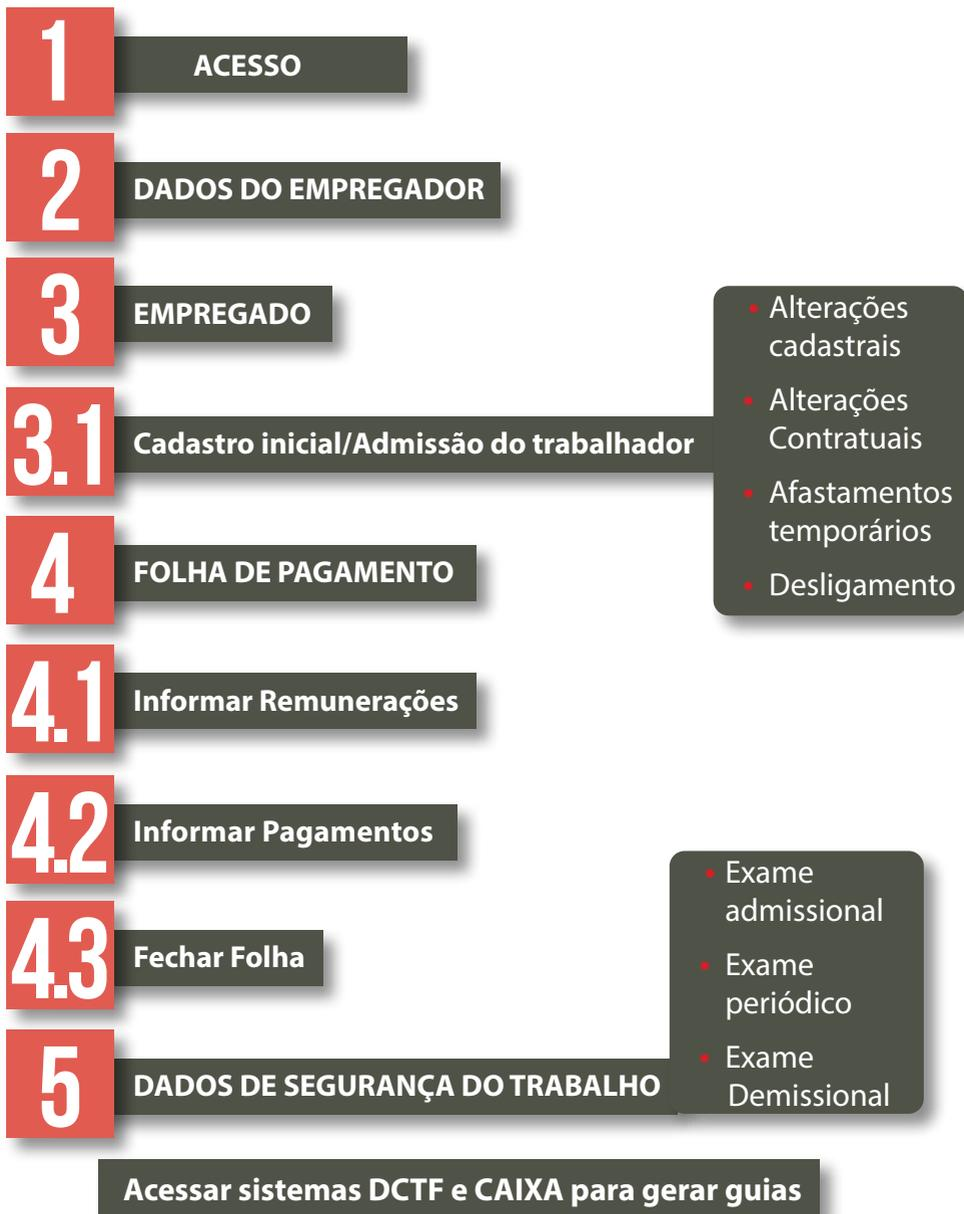 1
ACESSO
2
DADOS DO EMPREGADOR
3
EMPREGADO
3.1
Cadastro inicial/Admissão do trabalhador
• Alterações
cadastrais
• Alterações
Contratuais
• Afastamentos
temporários
• Desligamento
4
FOLHA DE PAGAMENTO
4.1
Informar Remunerações
4.2
Informar Pagamentos
4.3
Fechar Folha
5
DADOS DE SEGURANÇA DO TRABALHO
• Exame
admissional
• Exame
periódico
• Exame
Demissional
Acessar sistemas DCTF e CAIXA para gerar guias